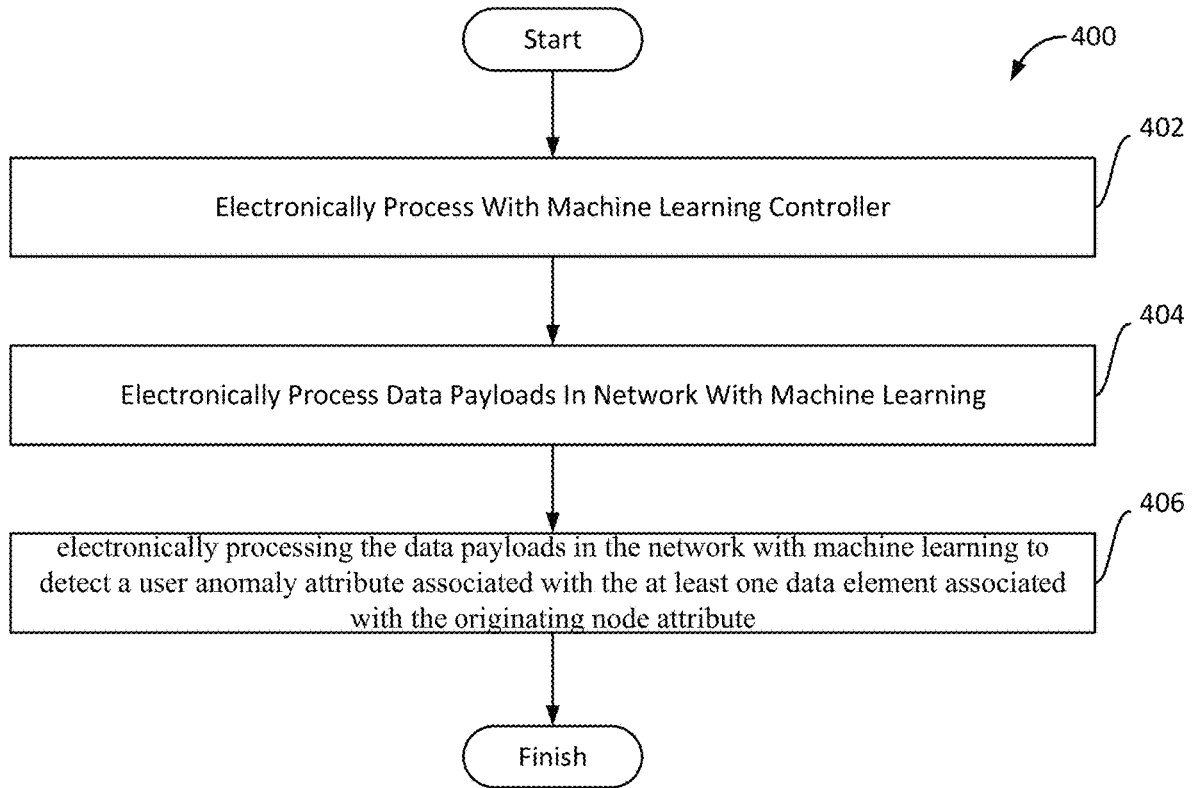 Start
400
402
Electronically Process With Machine Learning Controller
404
Electronically Process Data Payloads In Network With Machine Learning
406
electronically processing the data payloads in the network with machine learning to
detect a user anomaly attribute associated with the at least one data element associated
with the originating node attribute
Finish